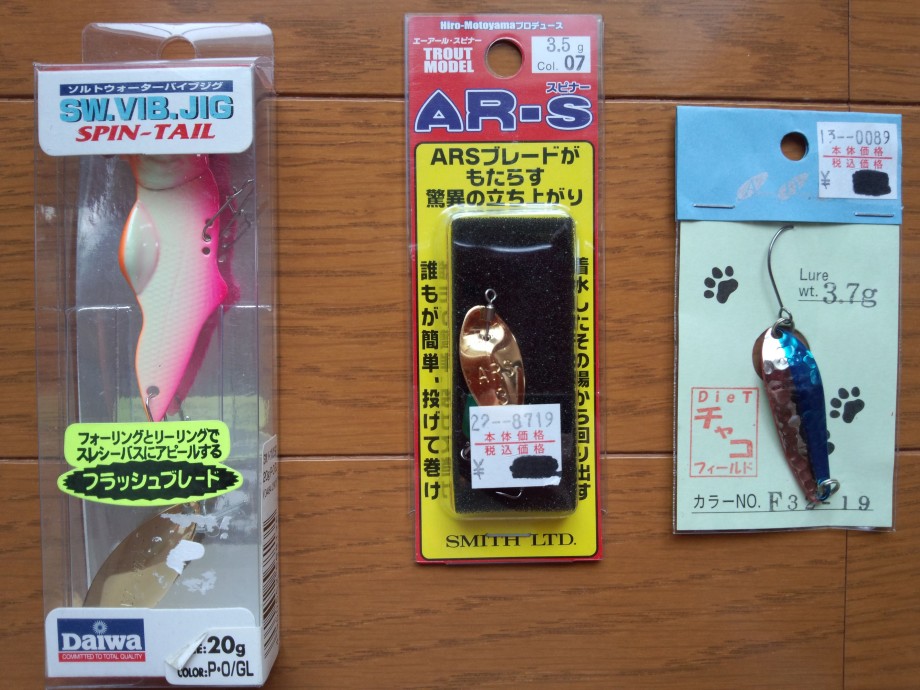 ソルトウォーターバイブジグ
SW.VIB.JIG
SPIN-TAIL
フォーリングとリーリングで
スレシーバスにアピールする
フラッシュブレード
Daiwa
COMMITTED TO TOTAL QUALITY
20g
COLOR:P・O/GL
Hiro-Motoyamaプロデュース
エーアール・スピナー
TROUT
MODEL
3.5 g
Col. 07
スピナー
AR-S
ARSブレードが
もたらす
驚異の立ち上がり
着水したその場から回り出す
誰もが簡単・投げて巻け
22--8719
本体価格
税込価格
¥
SMITH LTD.
13--0089
本体価格
税込価格
¥
Lure
wt. 3.7g
DieT
チャコ
フィールド
カラーNO. F32-19